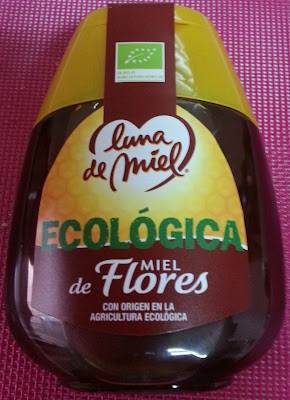 luna
de miel
ECOLÓGICA
MIEL
de Flores
CON ORIGEN EN LA
AGRICULTURA ECOLÓGICA